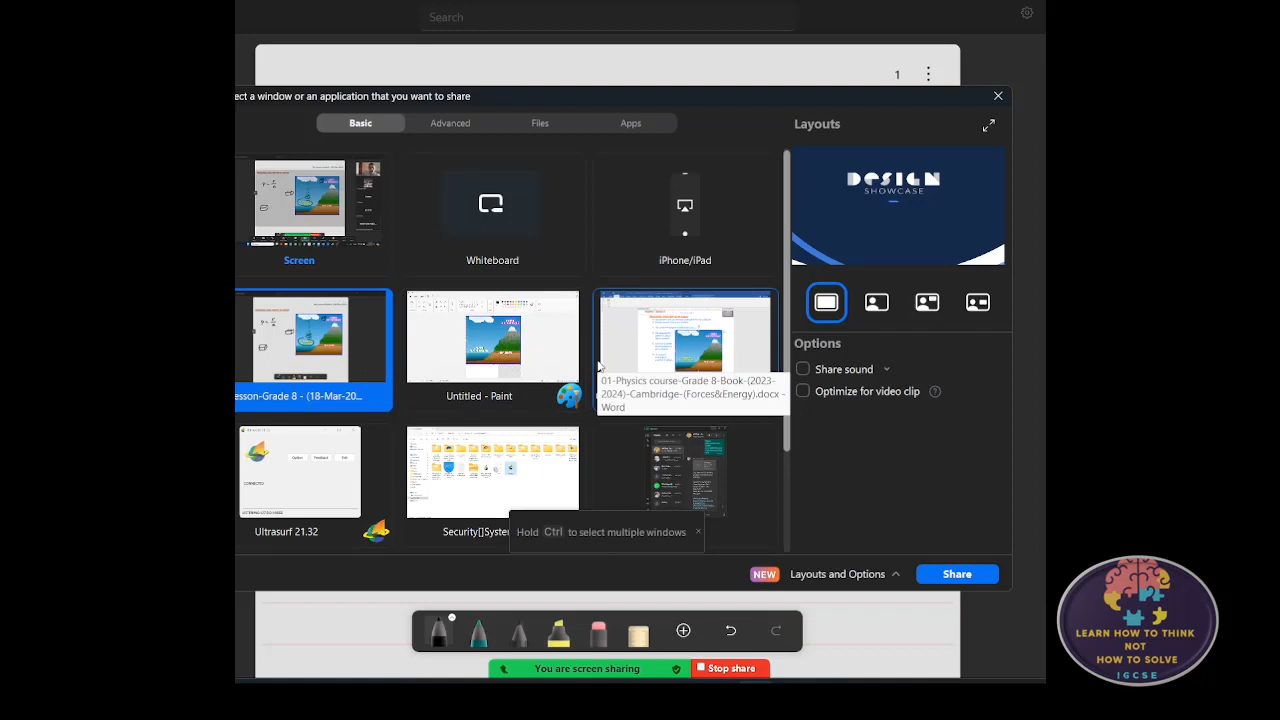 Search
1
ect a window or an application that you want to share
Basic
Advanced
Files
Apps
Layouts
DESIGN
SHOWCASE
Screen
Whiteboard
iPhone/iPad
esson-Grade 8 - (18-Mar-20...
Untitled - Paint
01-Physics course-Grade 8-Book-(2023-
2024)-Cambridge-(Forces&Energy).docx -
Word
Options
Share sound
Optimize for video clip
Ultrasurf 21.32
Security[]System
Hold Ctrl to select multiple windows
NEW
Layouts and Options
Share
You are screen sharing
Stop share
LEARN HOW TO THINK
NOT
HOW TO SOLVE
!GCSE